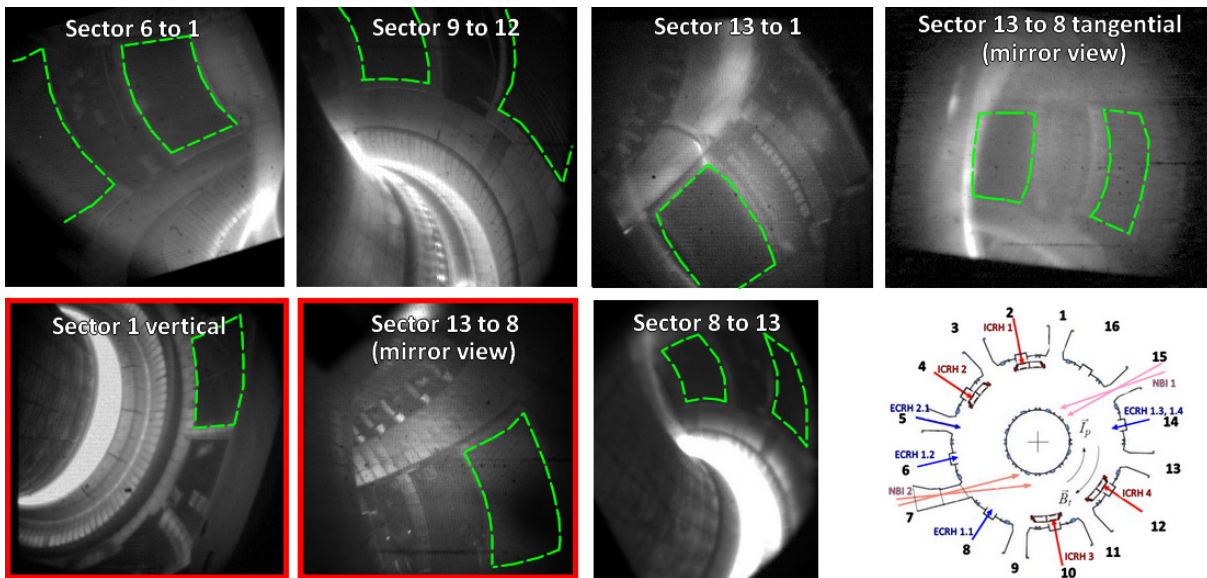 Sector 6 to 1
Sector 9 to 12
Sector 13 to 1
Sector 13 to 8 tangential
(mirror view)
Sector 1 vertical
Sector 13 to 8
(mirror view)
Sector 8 to 13
3
2
1
16
ICRH 1
4
ICRH 2
15
NBI 1
ECRH 2.1
5
ECRH 1.3, 1.4
14
ECRH 1.2
6
I_p
13
ICRH 4
NBI 2
B_t
7
12
ECRH 1.1
8
9
ICRH 3
10
11